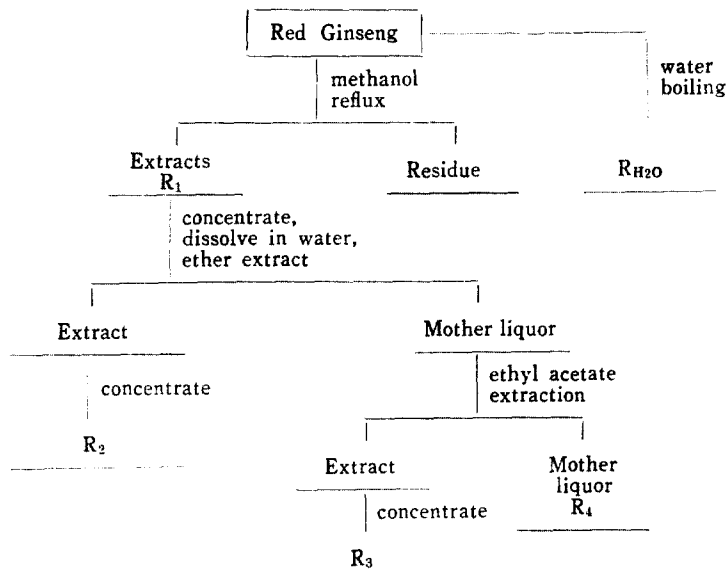 Red Ginseng
methanol
reflux
water
boiling
Extracts
R₁
Residue
R_H₂O
concentrate,
dissolve in water,
ether extract
Extract
Mother liquor
concentrate
ethyl acetate
extraction
R₂
Extract
Mother
liquor
R₄
concentrate
R₃